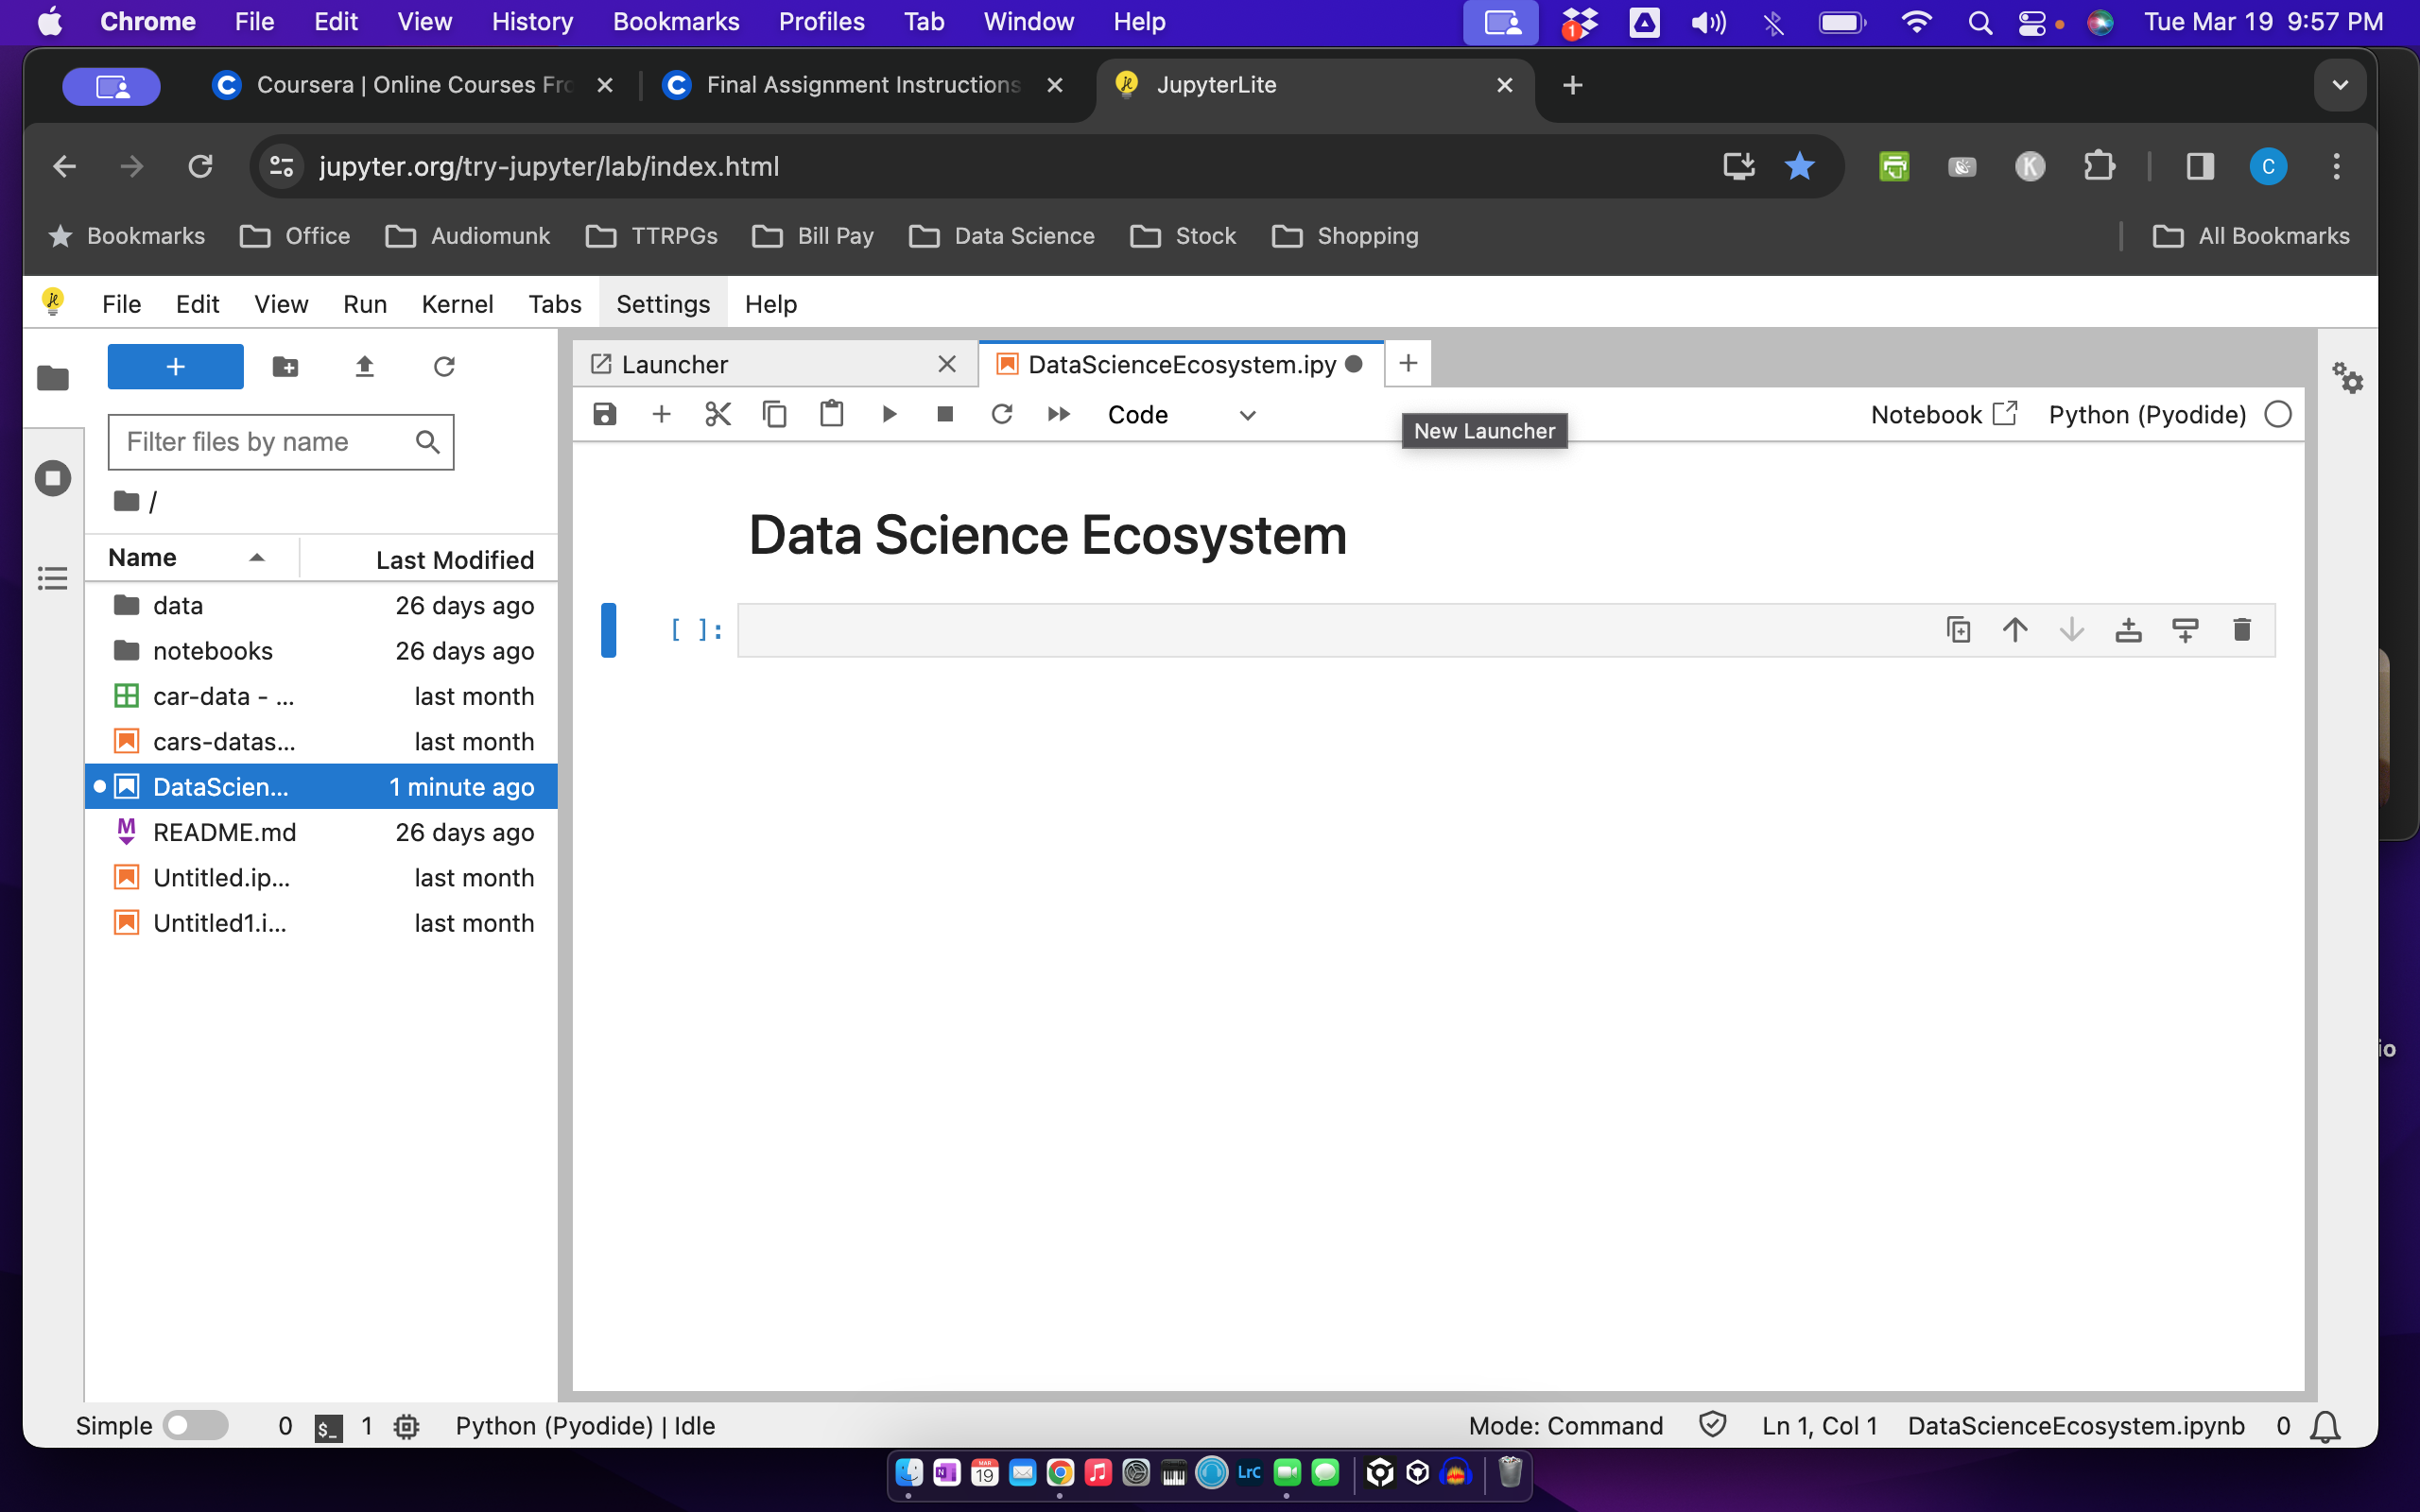 Chrome File Edit View History Bookmarks Profiles Tab Window Help 1 Tue Mar 19 9:57 PM
Coursera | Online Courses Fro Final Assignment Instructions JupyterLite
jupyter.org/try-jupyter/lab/index.html K C
Bookmarks Office Audiomunk TTRPGs Bill Pay Data Science Stock Shopping All Bookmarks
File Edit View Run Kernel Tabs Settings Help
Launcher DataScienceEcosystem.ipy
Code Notebook Python (Pyodide)
New Launcher
Filter files by name
/
Data Science Ecosystem
Name Last Modified
data 26 days ago
[ ]:
notebooks 26 days ago
car-data - ... last month
cars-datas... last month
DataScien... 1 minute ago
README.md 26 days ago
Untitled.ip... last month
Untitled1.i... last month
io
Simple 0 $_ 1 Python (Pyodide) | Idle Mode: Command Ln 1, Col 1 DataScienceEcosystem.ipynb 0
MAR 19 LrC